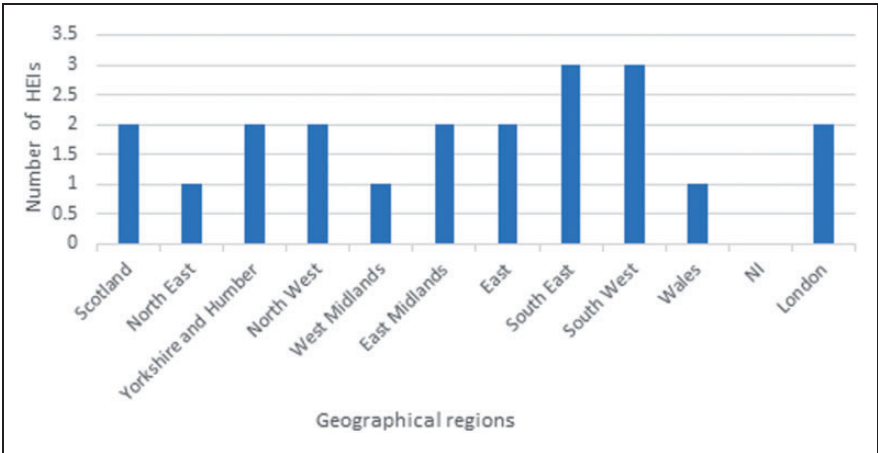 Number of HEIs
3.5
3
2.5
2
1.5
1
0.5
0
Scotland
North East
Yorkshire and Humber
North West
West Midlands
East Midlands
East
South East
South West
Wales
NI
London
Geographical regions